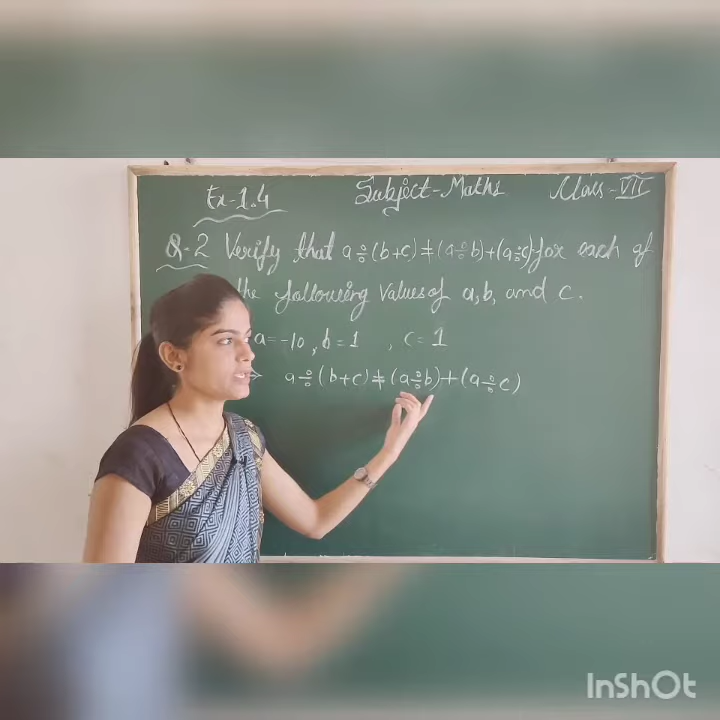 Ex-1.4 Subject-Maths Class-VII
Q-2 Verify that a÷(b+c)≠(a÷b)+(a÷c) for each of
the following values of a, b, and c.
a=-10, b=1, c=1
a÷(b+c)≠(a÷b)+(a÷c)
InShOt